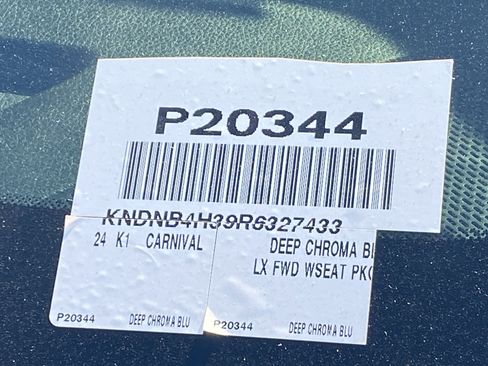 P20344
KNDNB4H39R6327433
24 K1 CARNIVAL
DEEP CHROMA BL
LX FWD WSEAT PKG
P20344 DEEP CHROMA BLU
P20344 DEEP CHROMA BLU